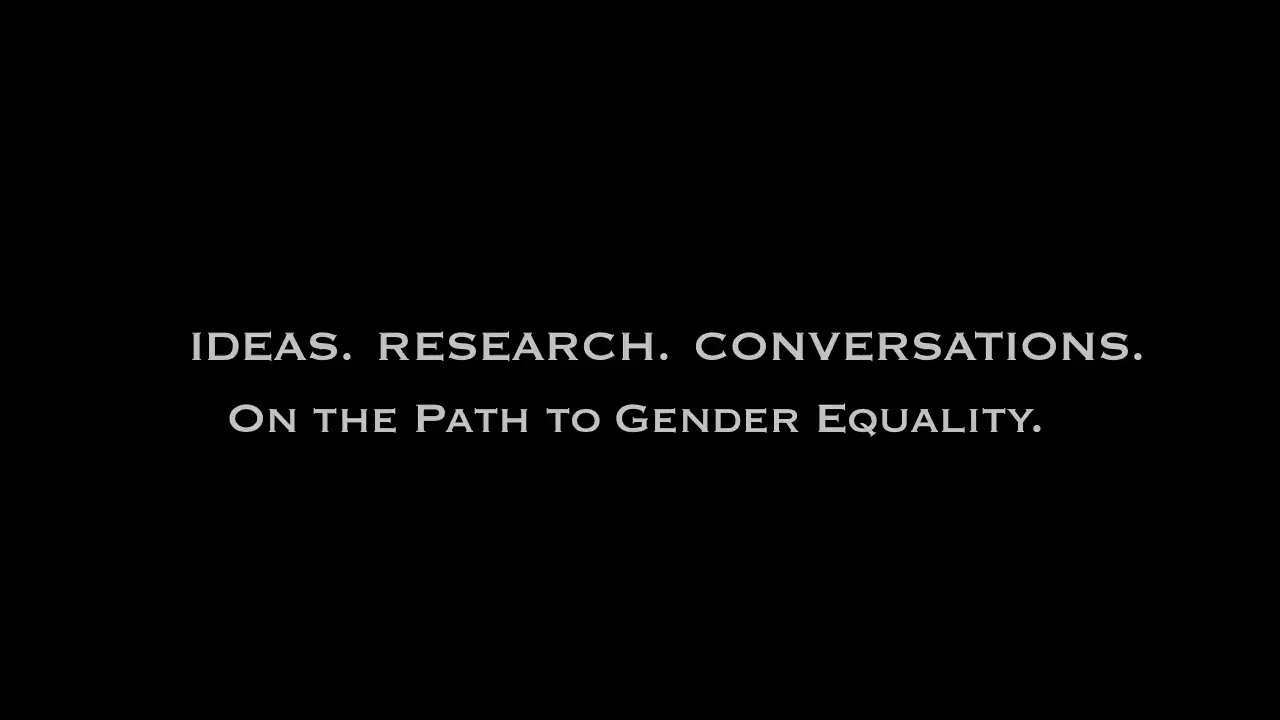 IDEAS. RESEARCH. CONVERSATIONS.
On the Path to Gender Equality.